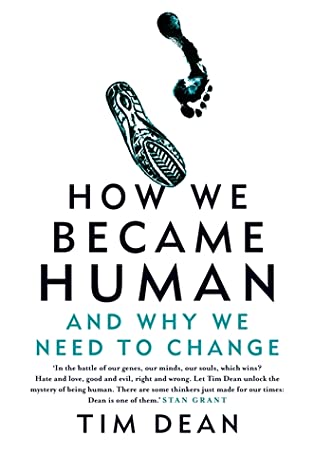 HOW WE
BECAME
HUMAN
AND WHY WE
NEED TO CHANGE
'In the battle of our genes, our minds, our souls, which wins?
Hate and love, good and evil, right and wrong. Let Tim Dean unlock the
mystery of being human. There are some thinkers just made for our times:
Dean is one of them.' STAN GRANT
TIM DEAN